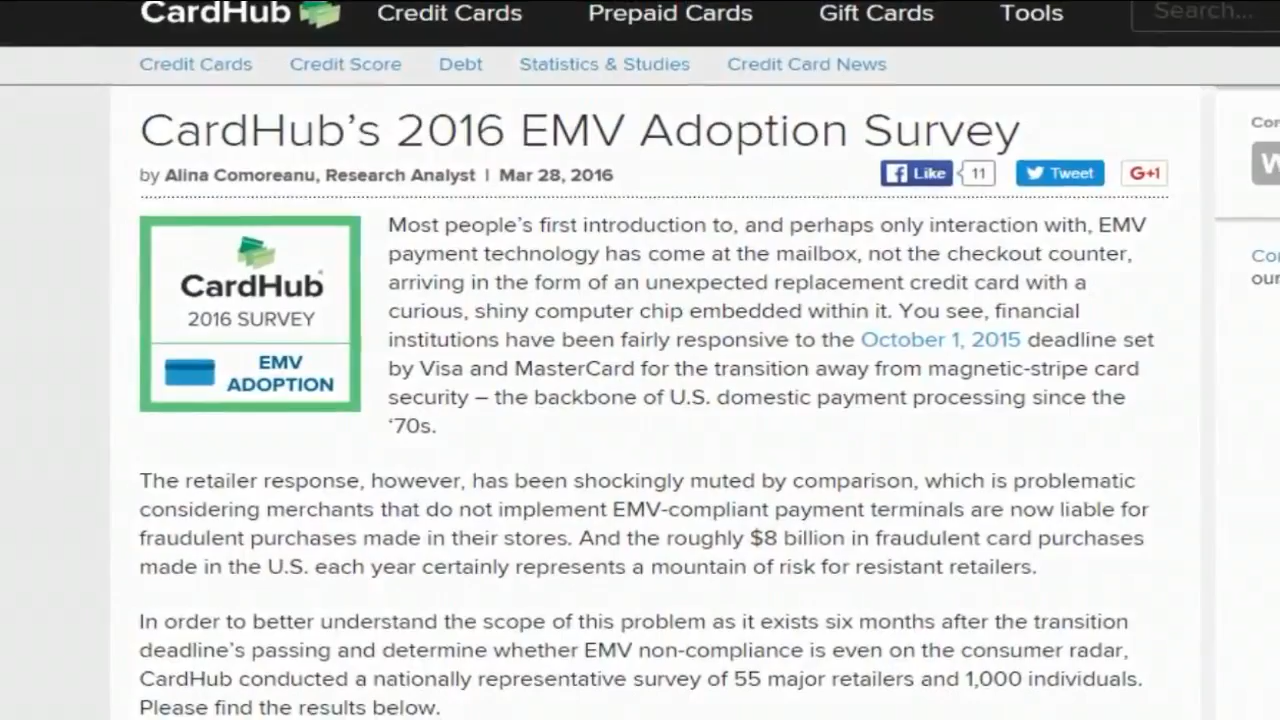 CardHub Credit Cards Prepaid Cards Gift Cards Tools Search...
Credit Cards Credit Score Debt Statistics & Studies Credit Card News
CardHub's 2016 EMV Adoption Survey
by Alina Comoreanu, Research Analyst | Mar 28, 2016
Like 11 Tweet G+1
CardHub
2016 SURVEY
EMV
ADOPTION
Most people's first introduction to, and perhaps only interaction with, EMV
payment technology has come at the mailbox, not the checkout counter,
arriving in the form of an unexpected replacement credit card with a
curious, shiny computer chip embedded within it. You see, financial
institutions have been fairly responsive to the October 1, 2015 deadline set
by Visa and MasterCard for the transition away from magnetic-stripe card
security – the backbone of U.S. domestic payment processing since the
‘70s.
The retailer response, however, has been shockingly muted by comparison, which is problematic
considering merchants that do not implement EMV-compliant payment terminals are now liable for
fraudulent purchases made in their stores. And the roughly $8 billion in fraudulent card purchases
made in the U.S. each year certainly represents a mountain of risk for resistant retailers.
In order to better understand the scope of this problem as it exists six months after the transition
deadline's passing and determine whether EMV non-compliance is even on the consumer radar,
CardHub conducted a nationally representative survey of 55 major retailers and 1,000 individuals.
Please find the results below.